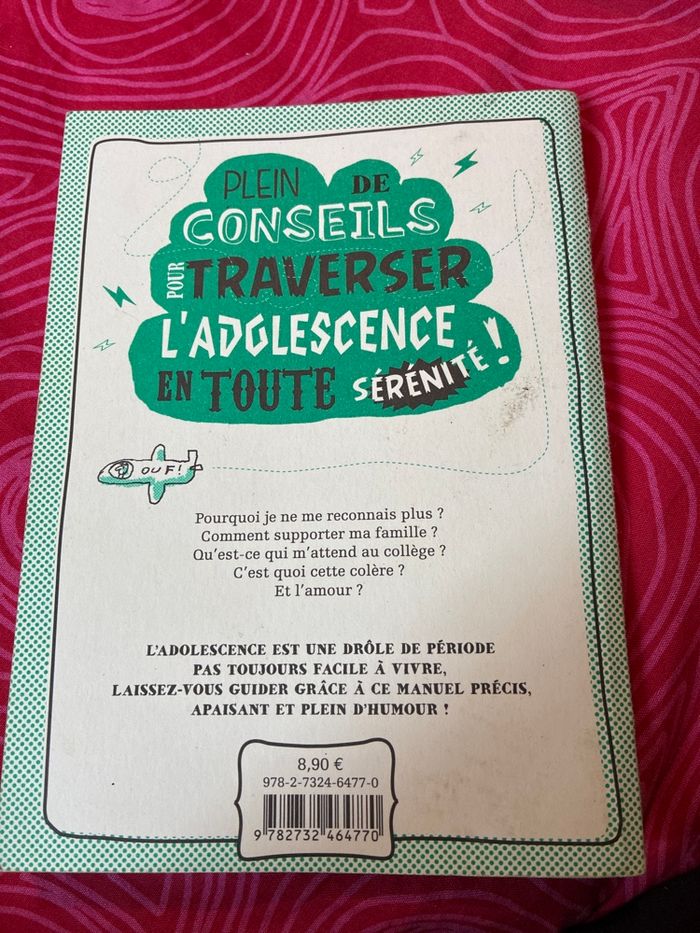 PLEIN DE
CONSEILS
POUR TRAVERSER
L'ADOLESCENCE
EN TOUTE SÉRÉNITÉ !
OUF !
Pourquoi je ne me reconnais plus ?
Comment supporter ma famille ?
Qu'est-ce qui m'attend au collège ?
C'est quoi cette colère ?
Et l'amour ?
L'ADOLESCENCE EST UNE DRÔLE DE PÉRIODE
PAS TOUJOURS FACILE À VIVRE,
LAISSEZ-VOUS GUIDER GRÂCE À CE MANUEL PRÉCIS,
APAISANT ET PLEIN D'HUMOUR !
8,90 €
978-2-7324-6477-0
9 782732 464770